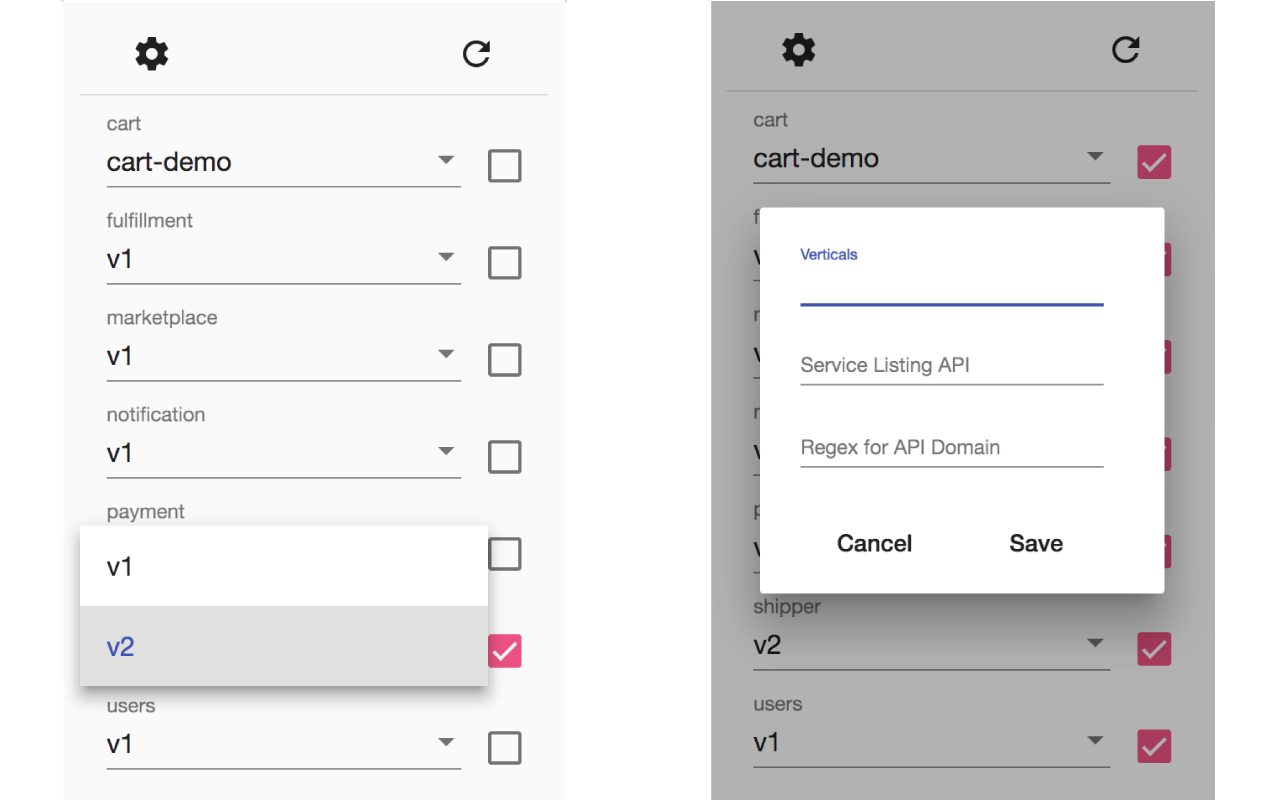 cart
cart-demo
fulfillment
v1
marketplace
v1
notification
v1
payment
v1
v2
users
v1
cart
cart-demo
Verticals
Service Listing API
Regex for API Domain
Cancel
Save
shipper
v2
users
v1